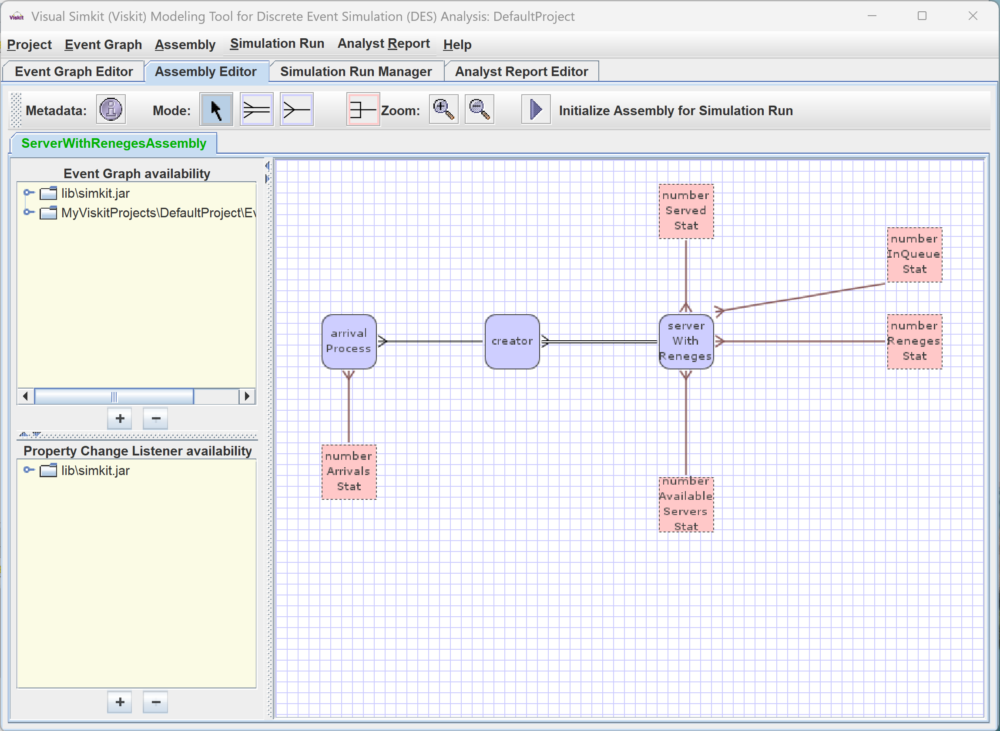 Viskit
Visual Simkit (Viskit) Modeling Tool for Discrete Event Simulation (DES) Analysis: DefaultProject
Project Event Graph Assembly Simulation Run Analyst Report Help
Event Graph Editor Assembly Editor Simulation Run Manager Analyst Report Editor
Metadata: Mode: Zoom: Initialize Assembly for Simulation Run
ServerWithRenegesAssembly
Event Graph availability
lib\simkit.jar
MyViskitProjects\DefaultProject\Ev
Property Change Listener availability
lib\simkit.jar
number
Served
Stat
number
InQueue
Stat
arrival
Process
creator
server
With
Reneges
number
Reneges
Stat
number
Arrivals
Stat
number
Available
Servers
Stat